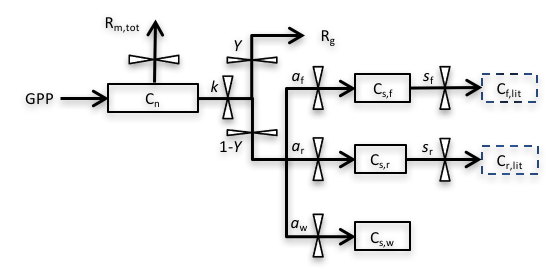 R_m,tot
Y
R_g
GPP
C_n
k
1-Y
a_f
C_s,f
s_f
C_f,lit
a_r
C_s,r
s_r
C_r,lit
a_w
C_s,w